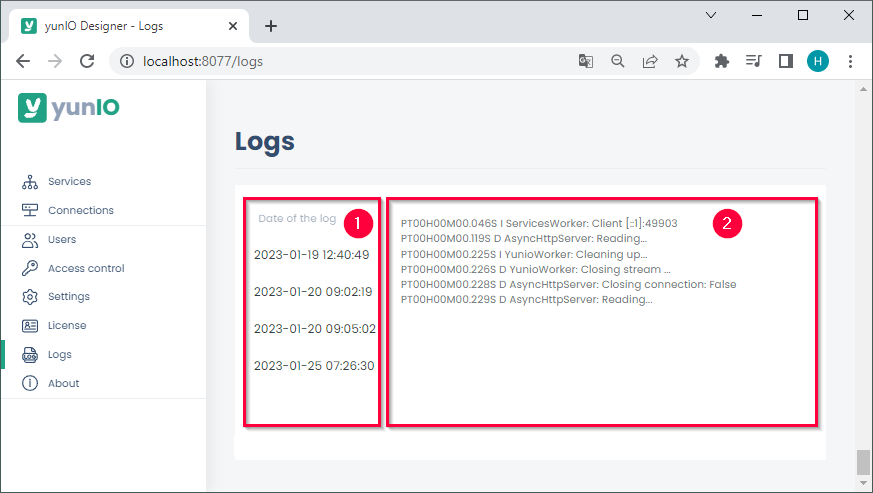 yunIO Designer - Logs
localhost:8077/logs
H
yunIO
Services
Connections
Users
Access control
Settings
License
Logs
About
Logs
Date of the log
1
2023-01-19 12:40:49
2023-01-20 09:02:19
2023-01-20 09:05:02
2023-01-25 07:26:30
2
PT00H00M00.046S I ServicesWorker: Client [::1]:49903
PT00H00M00.119S D AsyncHttpServer: Reading...
PT00H00M00.225S I YunioWorker: Cleaning up...
PT00H00M00.226S D YunioWorker: Closing stream ...
PT00H00M00.228S D AsyncHttpServer: Closing connection: False
PT00H00M00.229S D AsyncHttpServer: Reading...